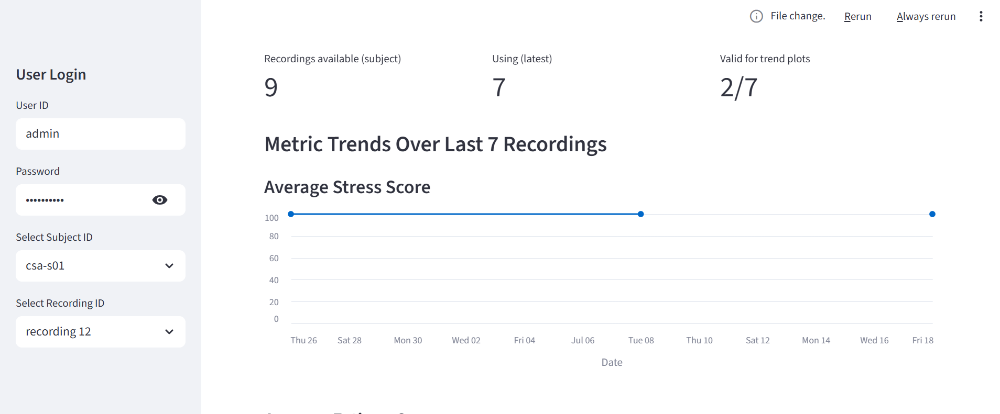 File change.
Rerun
Always rerun
User Login
User ID
admin
Password
••••••••••
Select Subject ID
csa-s01
Select Recording ID
recording 12
Recordings available (subject)
9
Using (latest)
7
Valid for trend plots
2/7
Metric Trends Over Last 7 Recordings
Average Stress Score
100
80
60
40
20
0
Thu 26 Sat 28 Mon 30 Wed 02 Fri 04 Jul 06 Tue 08 Thu 10 Sat 12 Mon 14 Wed 16 Fri 18
Date